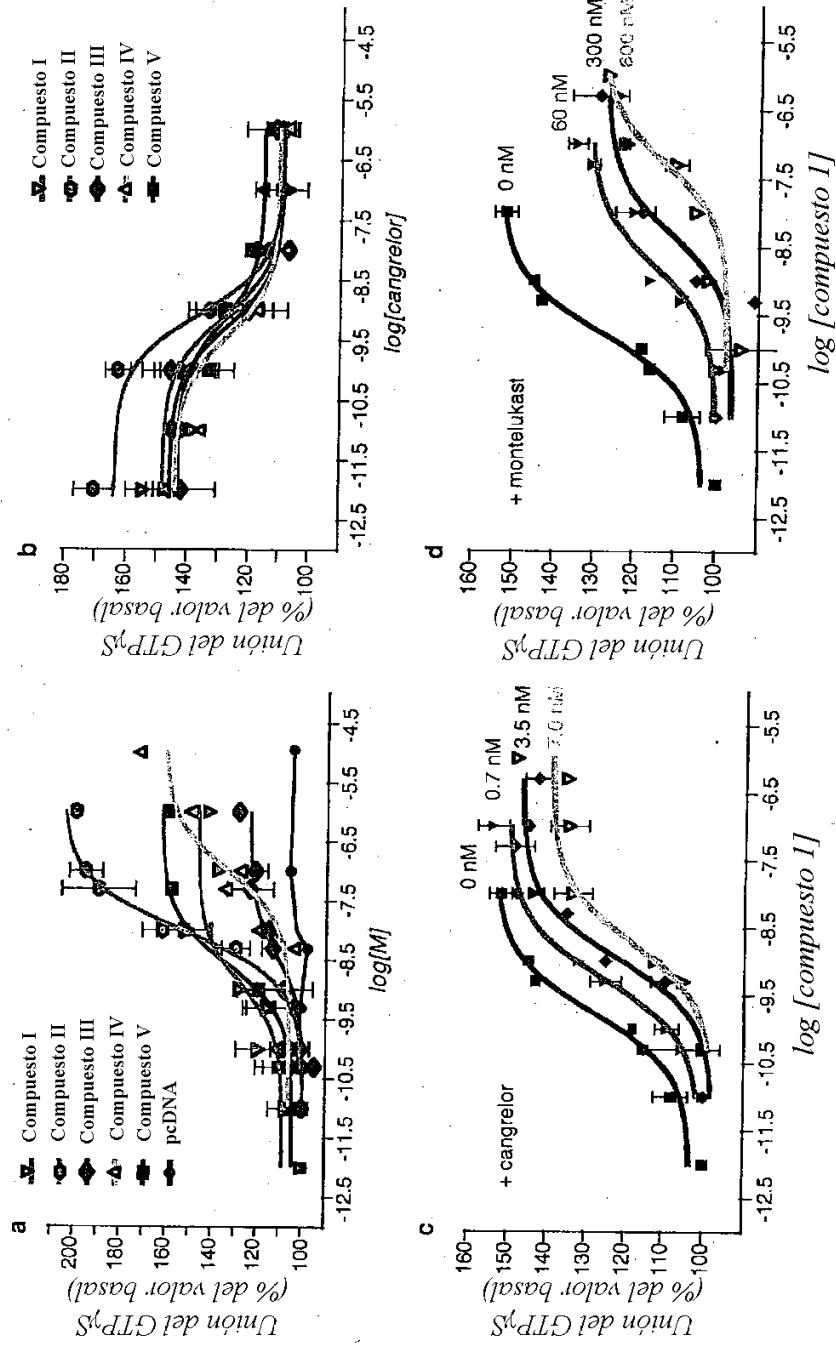 a
Compuesto I
Compuesto II
Compuesto III
Compuesto IV
Compuesto V
pcDNA
Unión del GTPγS
(% del valor basal)
200
180
160
140
120
100
-12.5
-11.5
-10.5
-9.5
-8.5
-7.5
-6.5
-5.5
-4.5
log[M]
b
Compuesto I
Compuesto II
Compuesto III
Compuesto IV
Compuesto V
Unión del GTPγS
(% del valor basal)
180
160
140
120
100
-12.5
-11.5
-10.5
-9.5
-8.5
-7.5
-6.5
-5.5
-4.5
log[cangrelor]
c
+ cangrelor
0 nM
0.7 nM
3.5 nM
7.0 nM
Unión del GTPγS
(% del valor basal)
160
150
140
130
120
110
100
-12.5
-11.5
-10.5
-9.5
-8.5
-7.5
-6.5
-5.5
log [compuesto 1]
d
+ montelukast
0 nM
60 nM
300 nM
600 nM
Unión del GTPγS
(% del valor basal)
160
150
140
130
120
110
100
-12.5
-11.5
-10.5
-9.5
-8.5
-7.5
-6.5
-5.5
log [compuesto 1]